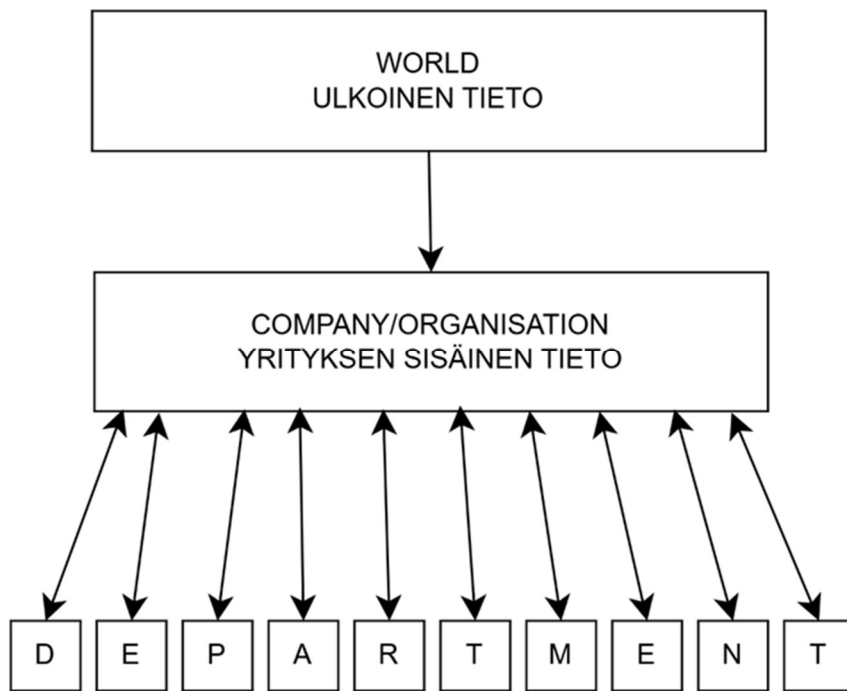 WORLD
ULKOINEN TIETO
COMPANY/ORGANISATION
YRITYKSEN SISÄINEN TIETO
D E P A R T M E N T